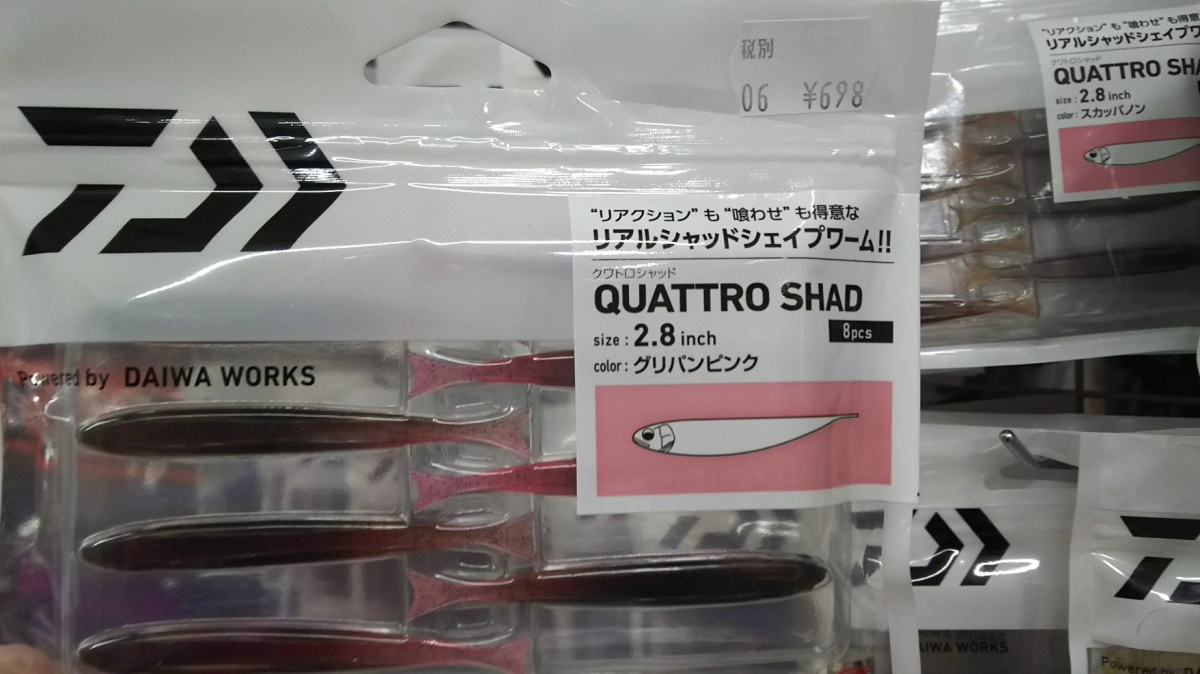 税別
06 ¥698
"リアクション"も"喰わせ"も得意な
リアルシャッドシェイプワーム!!
クワトロシャッド
QUATTRO SHAD
size : 2.8 inch
8pcs
color : グリパンピンク
Powered by DAIWA WORKS
"リアクション"も"喰わせ"も得意
リアルシャッドシェイプワ
クワトロシャッド
QUATTRO SHA
size : 2.8 inch
color : スカッパノン
DAIWA WORKS
AIWA WORKS
Powered by DA